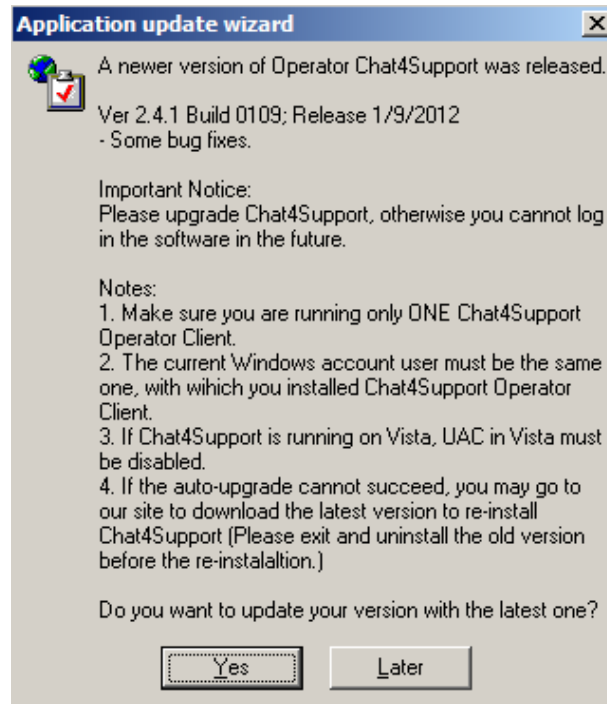 Application update wizard
A newer version of Operator Chat4Support was released.
Ver 2.4.1 Build 0109; Release 1/9/2012
- Some bug fixes.
Important Notice:
Please upgrade Chat4Support, otherwise you cannot log
in the software in the future.
Notes:
1. Make sure you are running only ONE Chat4Support
Operator Client.
2. The current Windows account user must be the same
one, with wihich you installed Chat4Support Operator
Client.
3. If Chat4Support is running on Vista, UAC in Vista must
be disabled.
4. If the auto-upgrade cannot succeed, you may go to
our site to download the latest version to re-install
Chat4Support (Please exit and uninstall the old version
before the re-instalaltion.)
Do you want to update your version with the latest one?
Yes Later